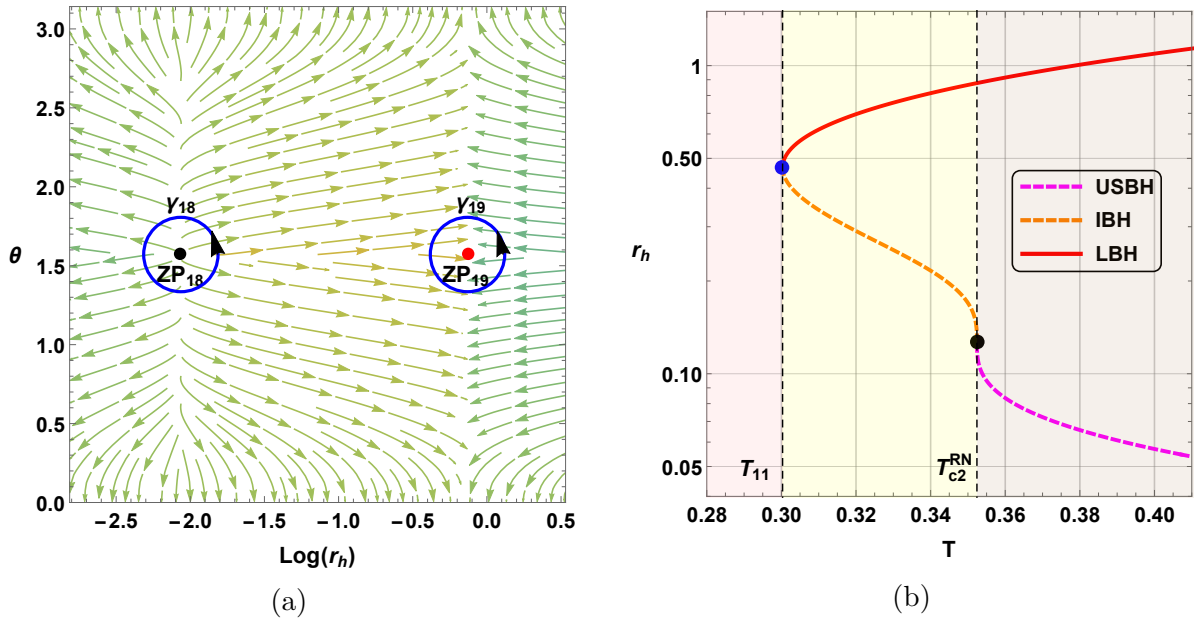 3.0
2.5
2.0
1.5
1.0
0.5
0.0
θ
γ18
ZP18
γ19
ZP19
−2.5 −2.0 −1.5 −1.0 −0.5 0.0 0.5
Log(rh)
(a)
1
0.50
0.10
0.05
rh
USBH
IBH
LBH
T11
T RN c2
0.28 0.30 0.32 0.34 0.36 0.38 0.40
T
(b)